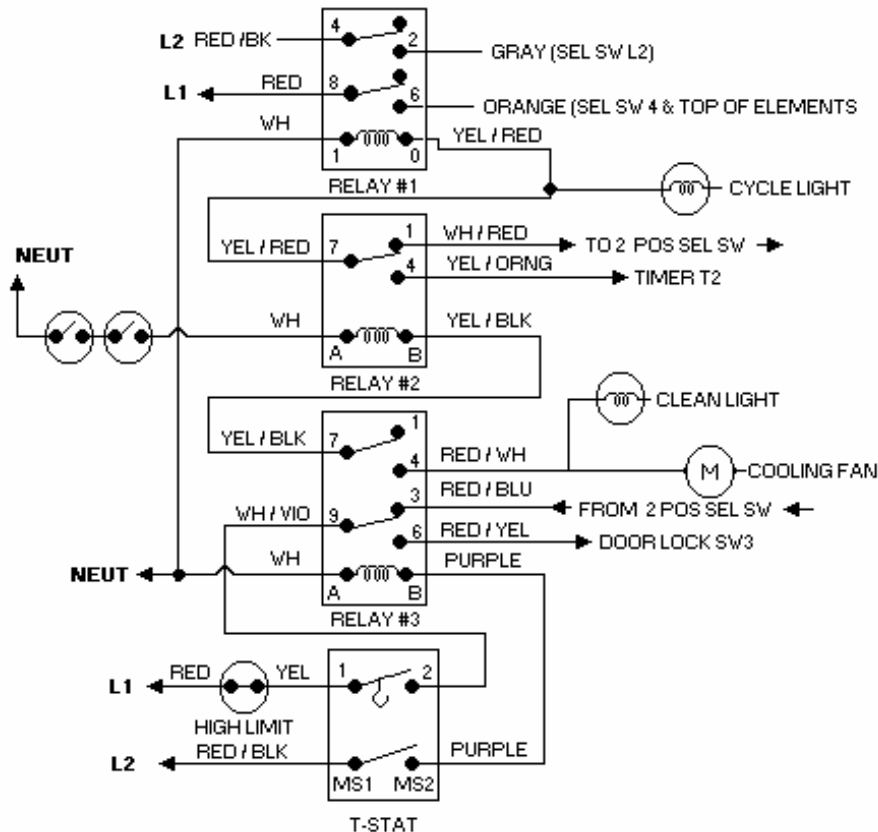 4
L2 RED /BK
2
GRAY (SEL SW L2)
RED
8
L1
6
ORANGE (SEL SW 4 & TOP OF ELEMENTS
WH
YEL / RED
1
0
RELAY #1
CYCLE LIGHT
1
WH / RED
TO 2 POS SEL SW
NEUT
YEL / RED
7
4
YEL / ORNG
TIMER T2
WH
YEL / BLK
A
B
RELAY #2
CLEAN LIGHT
1
YEL / BLK
7
4
RED / WH
M
COOLING FAN
3
RED / BLU
WH / VIO
9
FROM 2 POS SEL SW
6
RED / YEL
DOOR LOCK SW3
NEUT
WH
PURPLE
A
B
RELAY #3
RED
YEL
1
2
L1
HIGH LIMIT
RED / BLK
PURPLE
L2
MS1
MS2
T-STAT